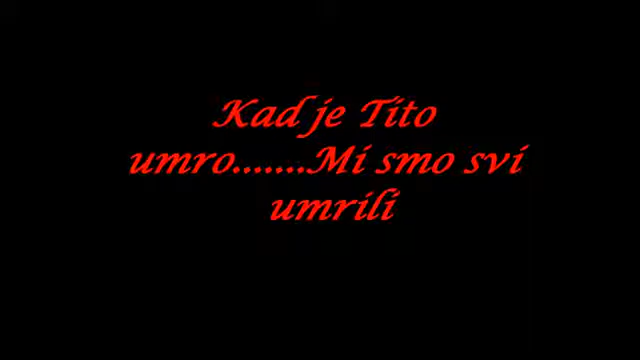 Kad je Tito
umro.......Mi smo svi
umrili